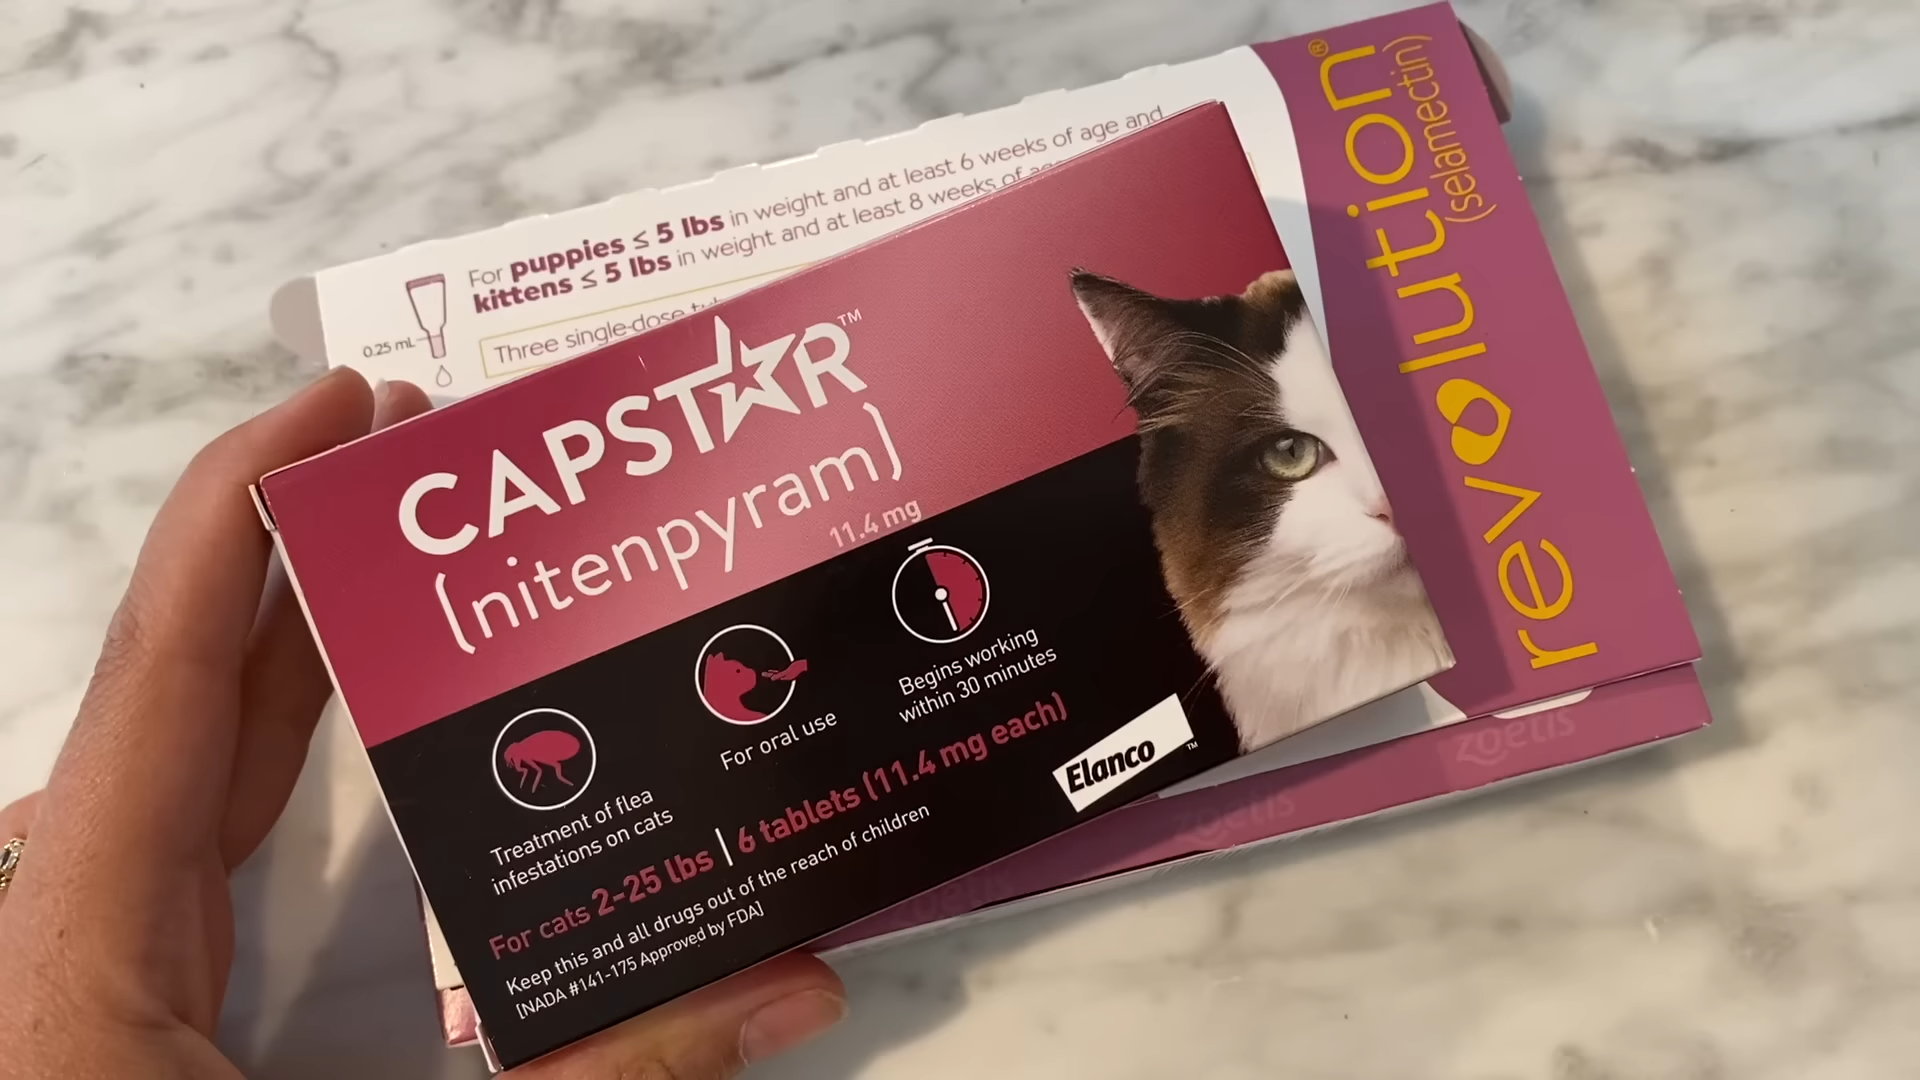 For puppies ≤ 5 lbs in weight and at least 6 weeks of age and
kittens ≤ 5 lbs in weight and at least 8 weeks of
0.25 mL
Three single-dose
revolution®
(selamectin)
CAPSTAR™
(nitenpyram)
11.4 mg
Treatment of flea
infestations on cats
For oral use
Begins working
within 30 minutes
For cats 2-25 lbs | 6 tablets (11.4 mg each)
Keep this and all drugs out of the reach of children
[NADA #141-175 Approved by FDA]
Elanco™
zoetis
zoetis
zoetis